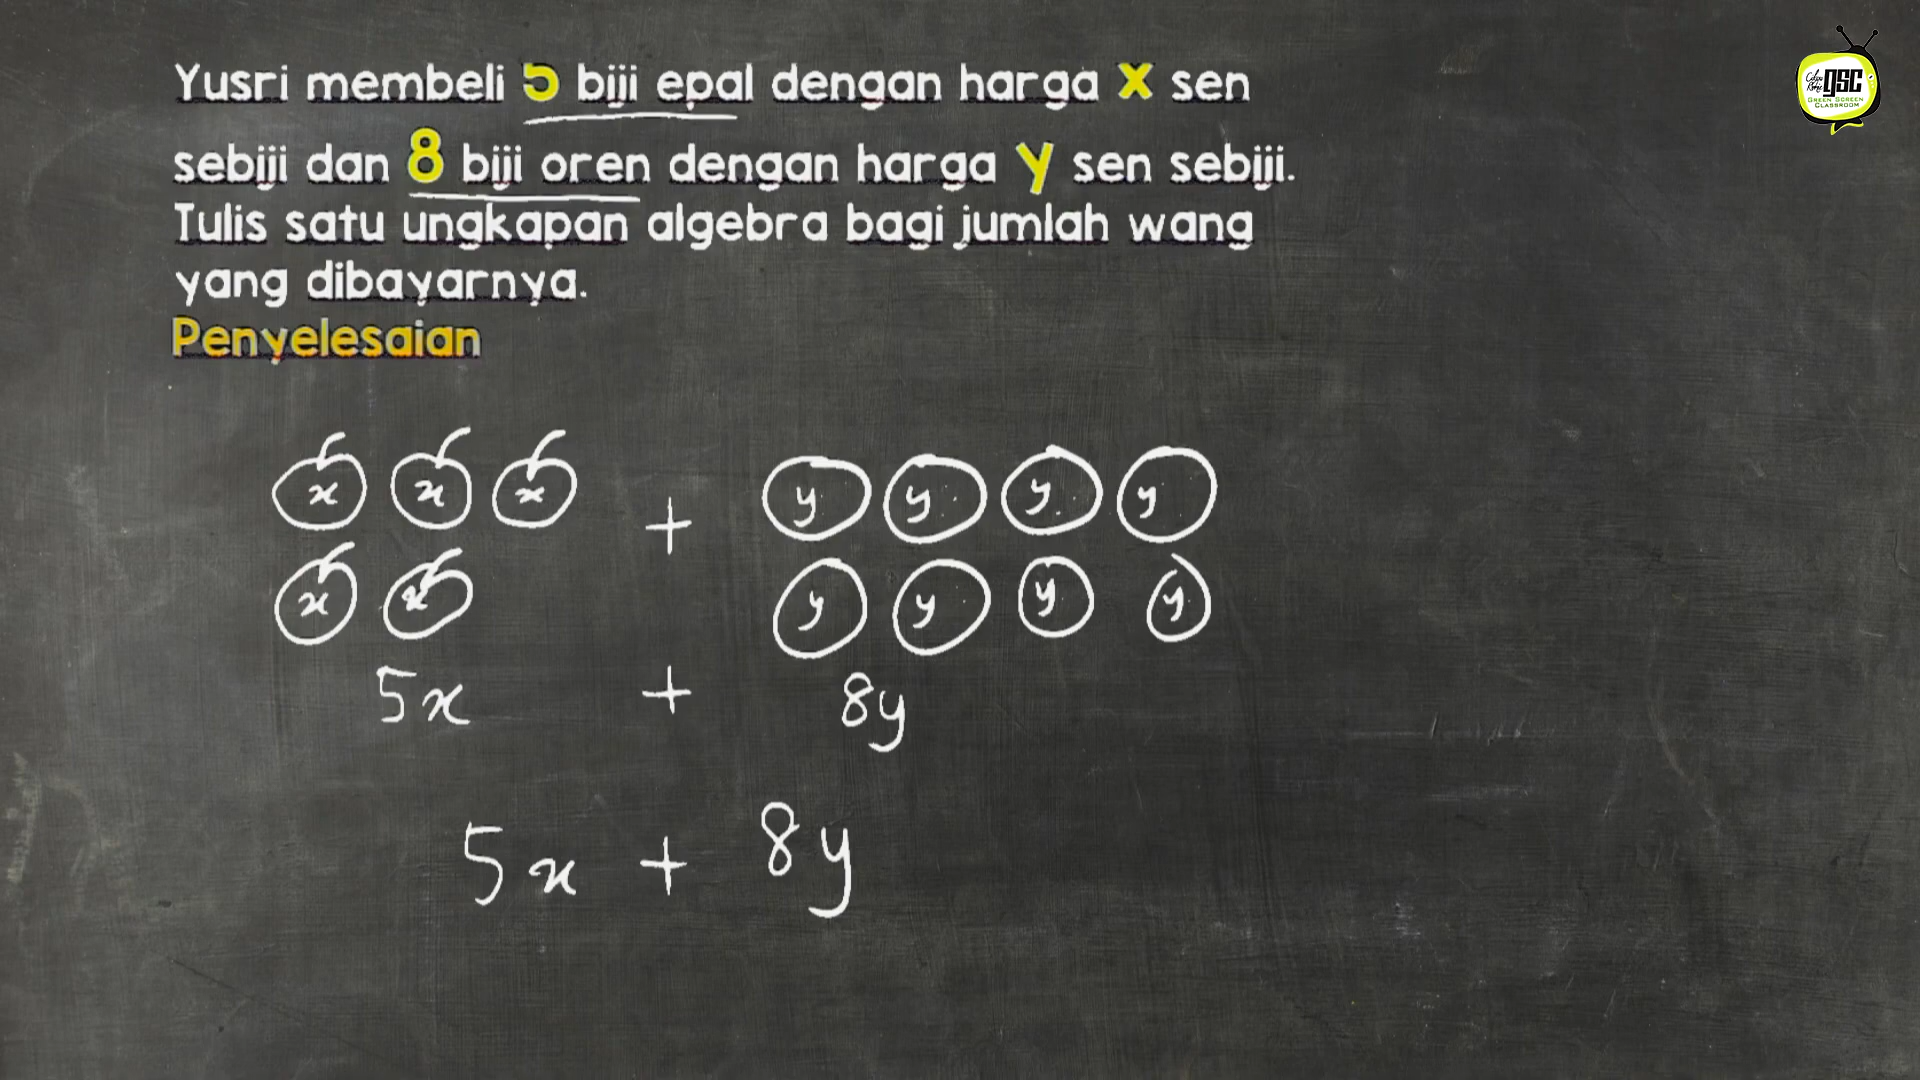 Yusri membeli 5 biji epal dengan harga x sen
sebiji dan 8 biji oren dengan harga y sen sebiji.
Tulis satu ungkapan algebra bagi jumlah wang
yang dibayarnya.
Penyelesaian
x x x + y y y y
x x y y y y
5x + 8y
5x + 8y
gsc
GREEN SCREEN
CLASSROOM